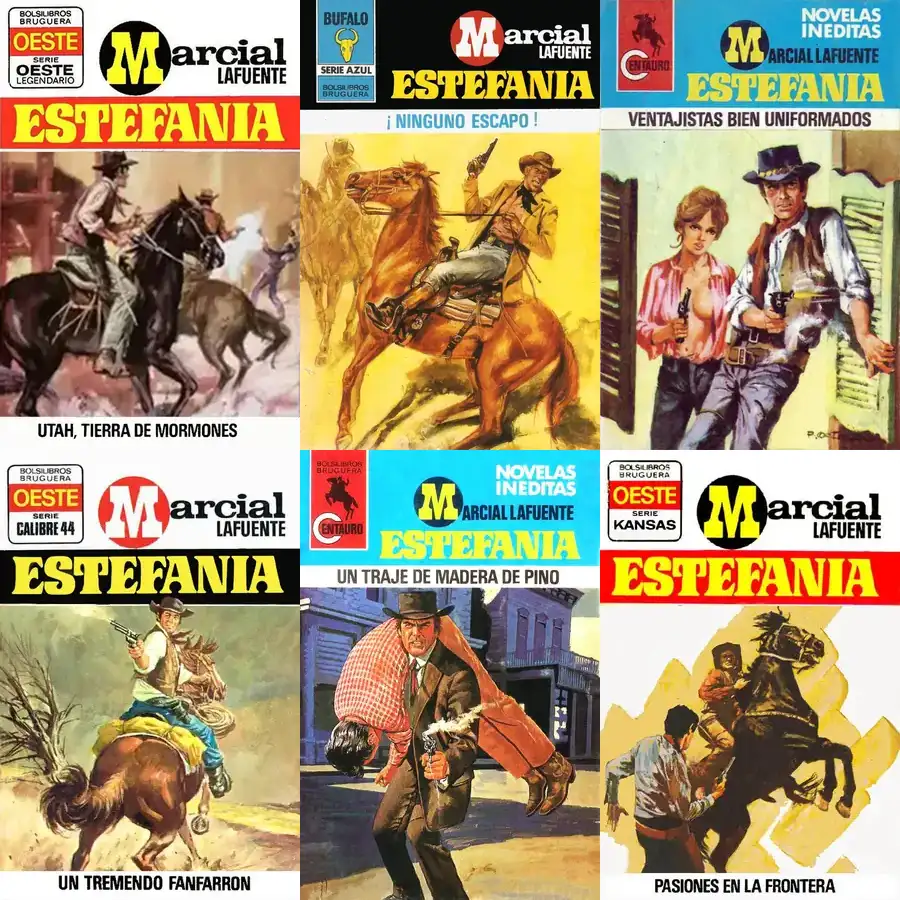 BOLSILIBROS
BRUGUERA
OESTE
SERIE
OESTE
LEGENDARIO
Marcial
LAFUENTE
ESTEFANIA
UTAH, TIERRA DE MORMONES
BUFALO
SERIE AZUL
BOLSILIBROS
BRUGUERA
Marcial
LAFUENTE
ESTEFANIA
¡ NINGUNO ESCAPO !
CENTAURO
NOVELAS
INEDITAS
MARCIAL LAFUENTE
ESTEFANIA
VENTAJISTAS BIEN UNIFORMADOS
BOLSILIBROS
BRUGUERA
OESTE
SERIE
CALIBRE 44
Marcial
LAFUENTE
ESTEFANIA
UN TREMENDO FANFARRON
BOLSILIBROS
BRUGUERA
CENTAURO
NOVELAS
INEDITAS
MARCIAL LAFUENTE
ESTEFANIA
UN TRAJE DE MADERA DE PINO
BOLSILIBROS
BRUGUERA
OESTE
SERIE
KANSAS
Marcial
LAFUENTE
ESTEFANIA
PASIONES EN LA FRONTERA